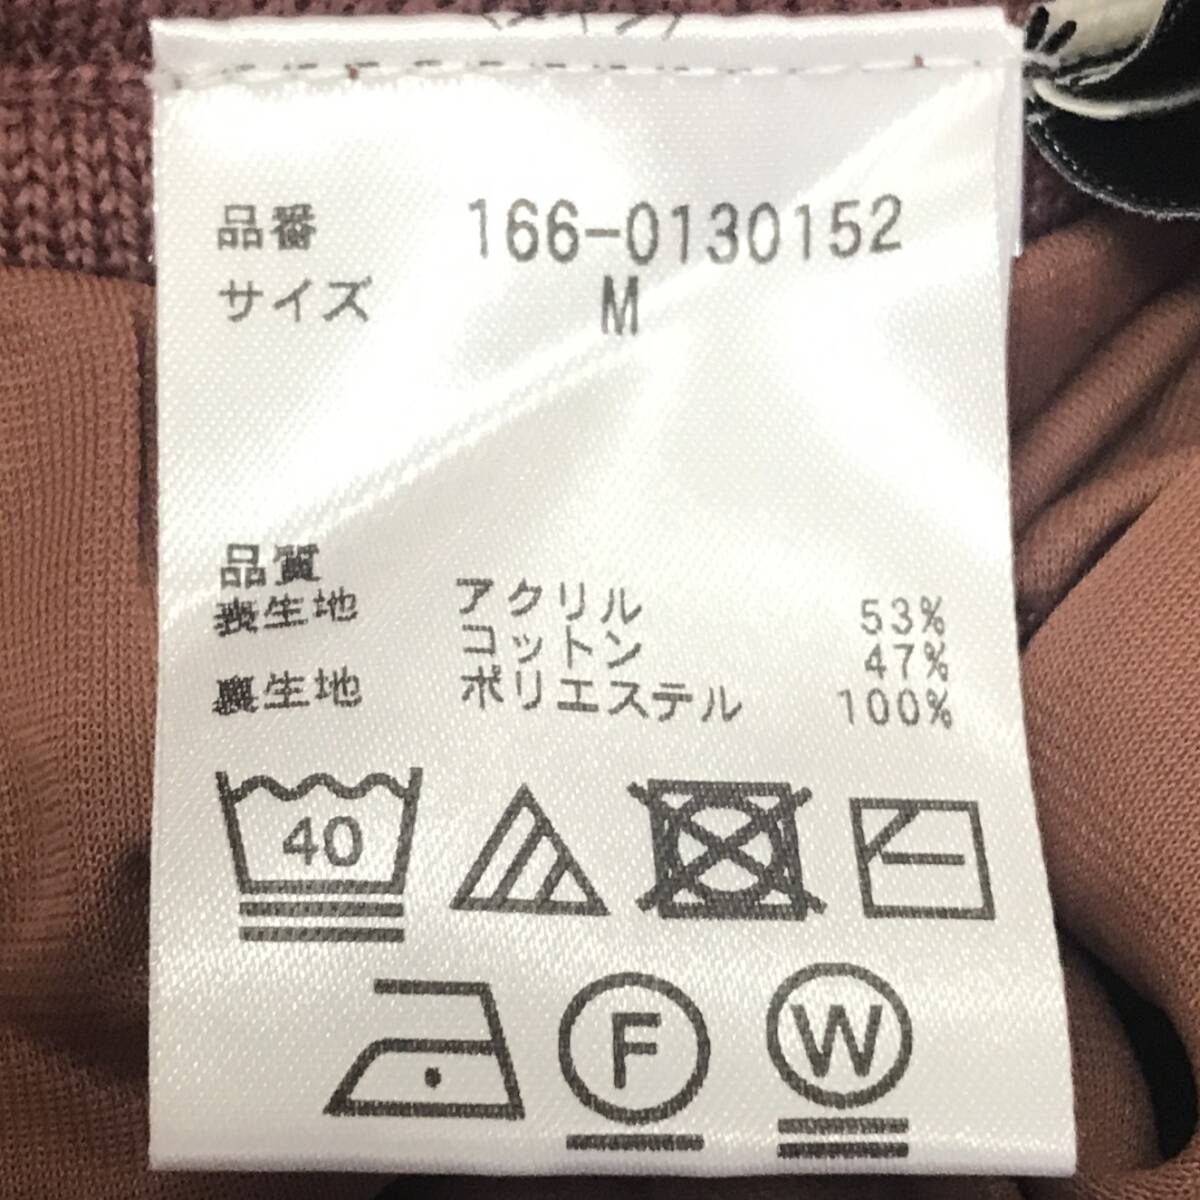 品番 166-0130152
サイズ M
品質
表生地 アクリル 53%
コットン 47%
裏生地 ポリエステル 100%
40
F
W